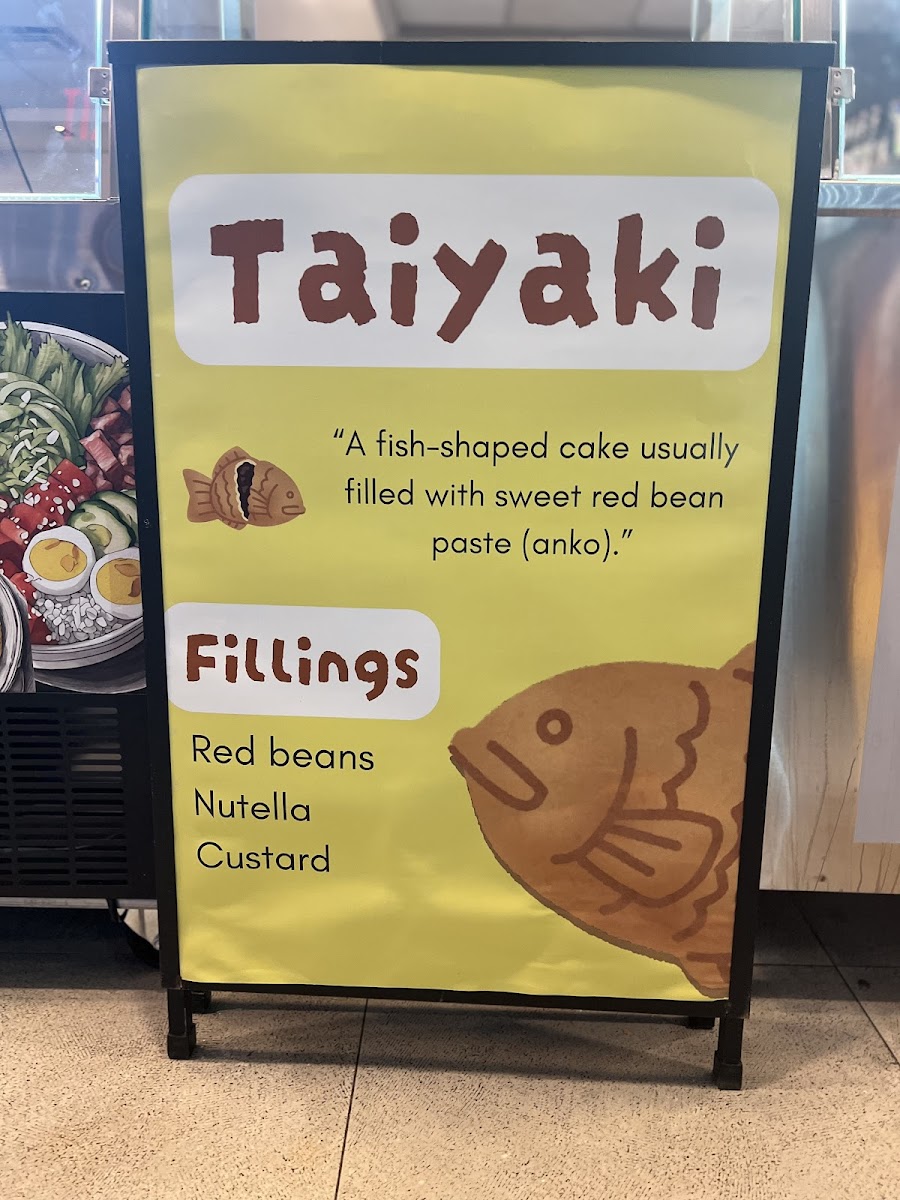 Taiyaki
“A fish-shaped cake usually
filled with sweet red bean
paste (anko).”
Fillings
Red beans
Nutella
Custard